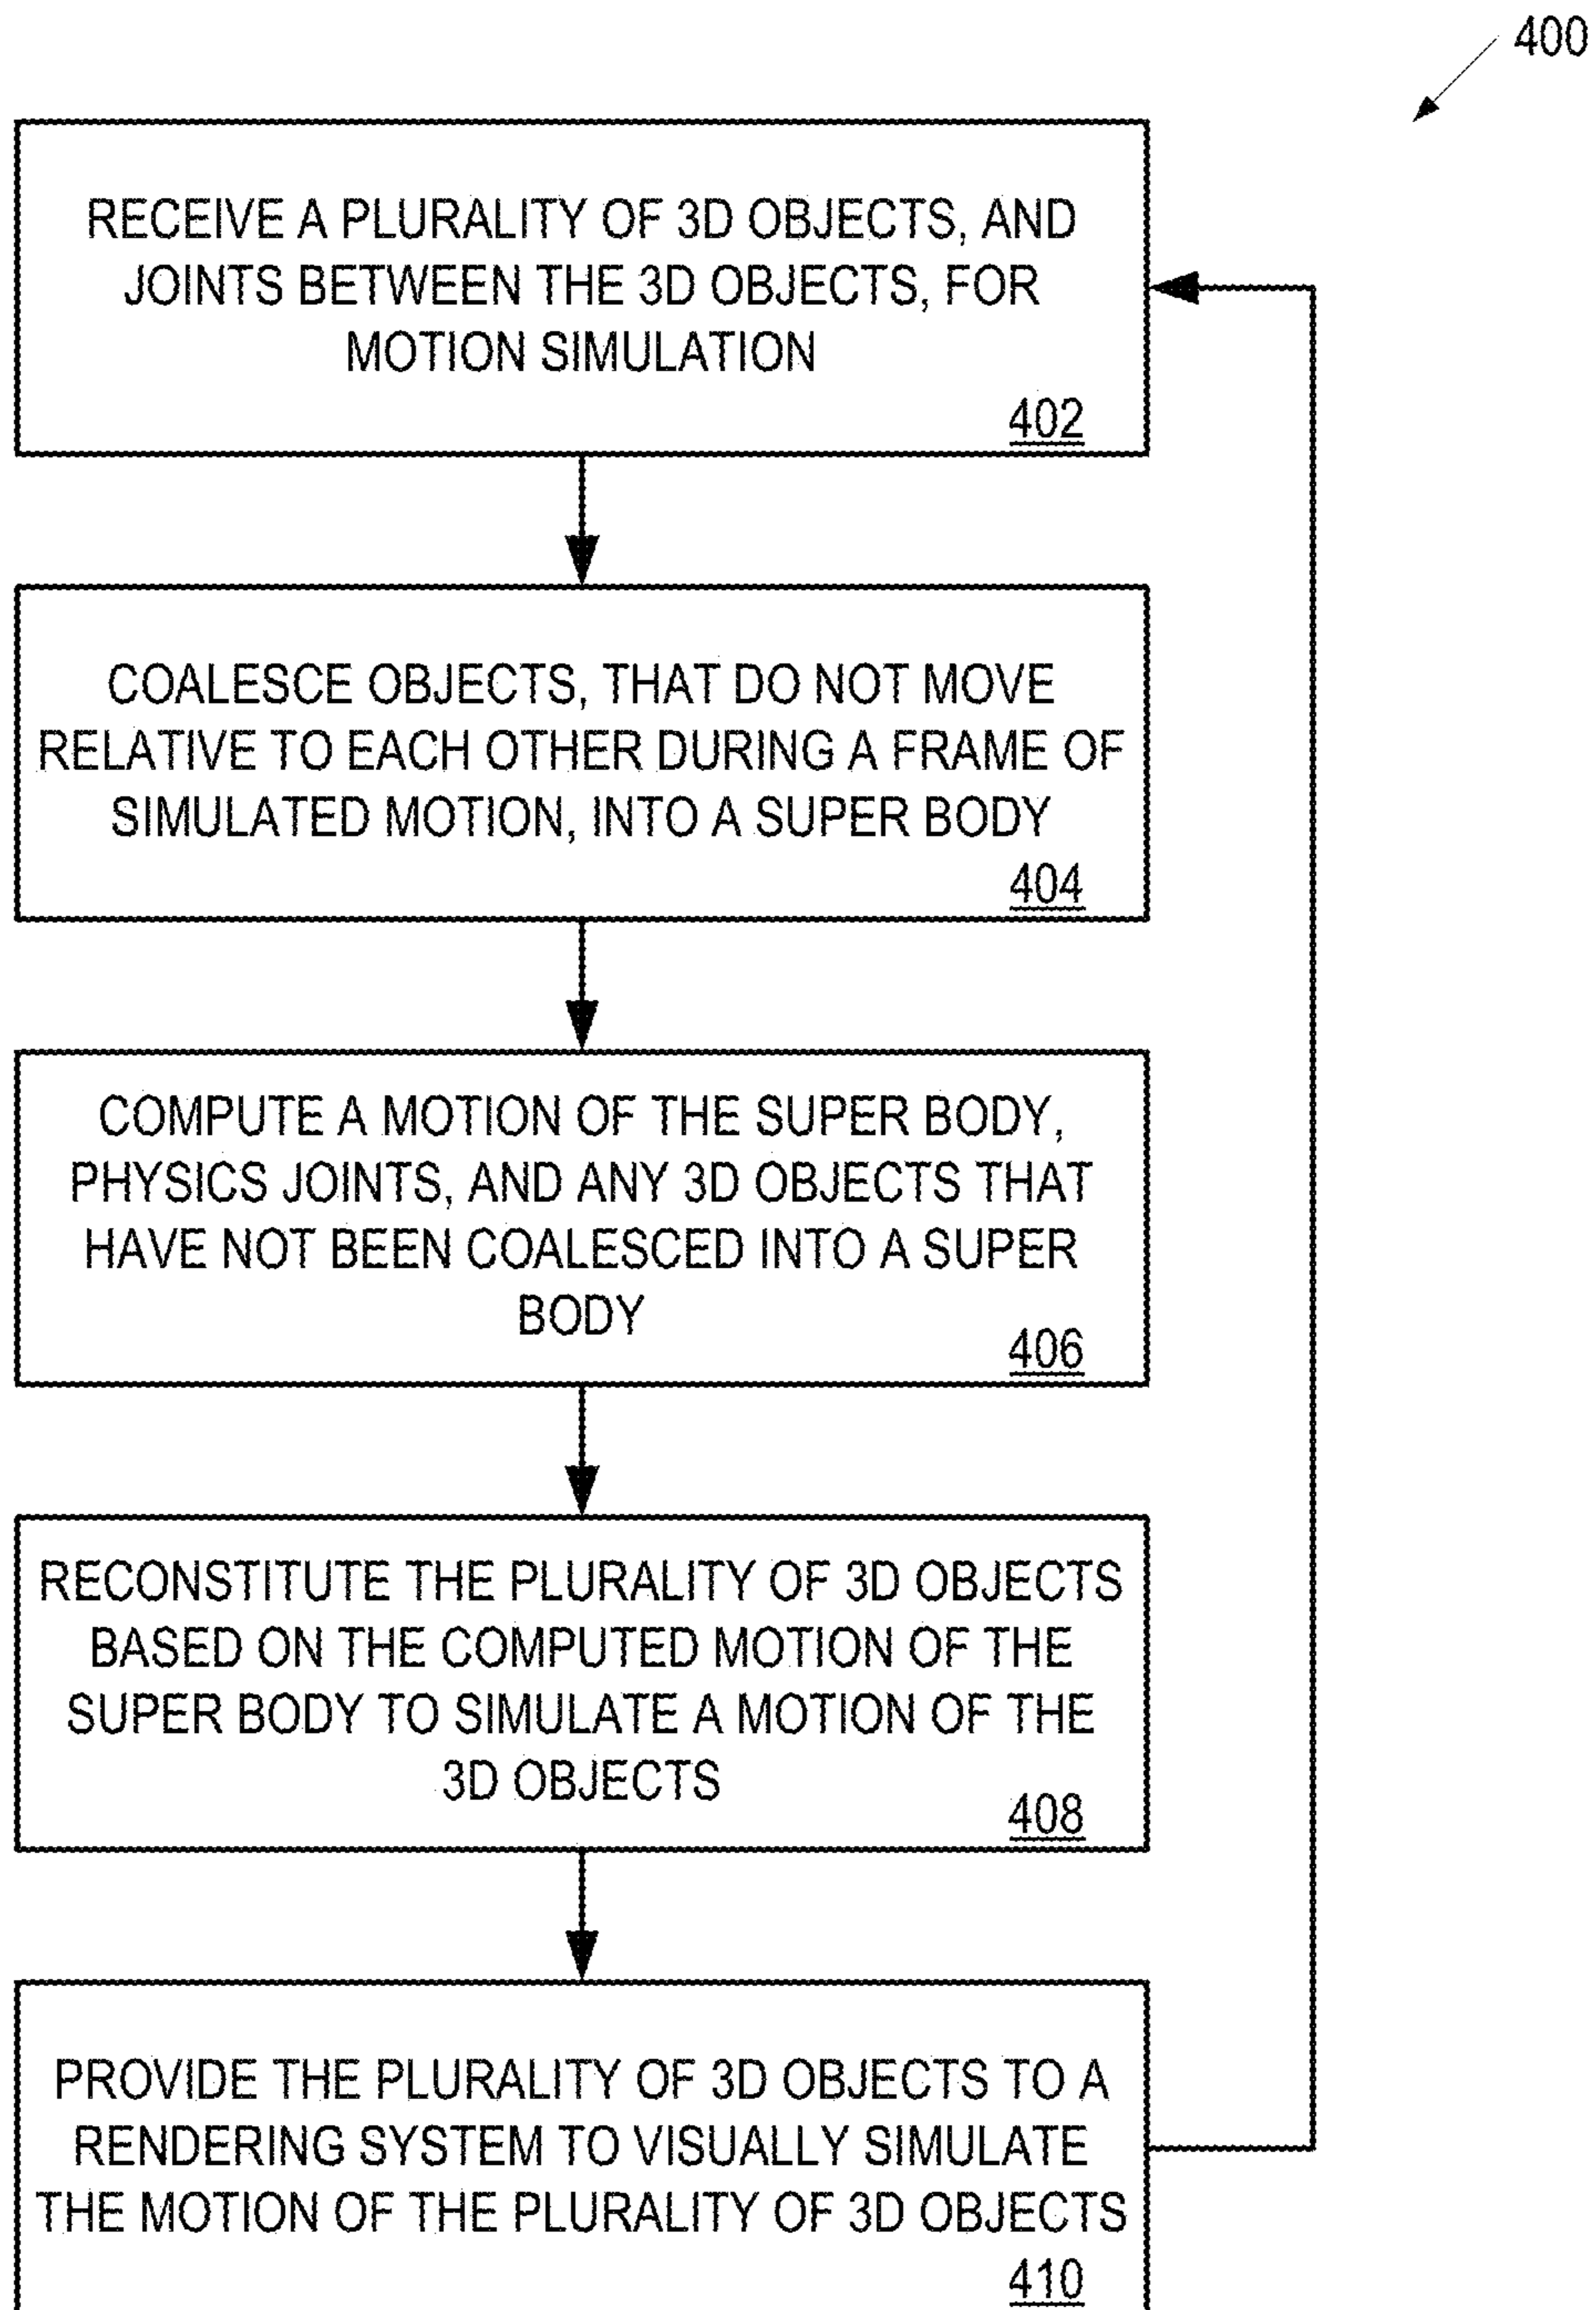 400
RECEIVE A PLURALITY OF 3D OBJECTS, AND
JOINTS BETWEEN THE 3D OBJECTS, FOR
MOTION SIMULATION
402
COALESCE OBJECTS, THAT DO NOT MOVE
RELATIVE TO EACH OTHER DURING A FRAME OF
SIMULATED MOTION, INTO A SUPER BODY
404
COMPUTE A MOTION OF THE SUPER BODY,
PHYSICS JOINTS, AND ANY 3D OBJECTS THAT
HAVE NOT BEEN COALESCED INTO A SUPER
BODY
406
RECONSTITUTE THE PLURALITY OF 3D OBJECTS
BASED ON THE COMPUTED MOTION OF THE
SUPER BODY TO SIMULATE A MOTION OF THE
3D OBJECTS
408
PROVIDE THE PLURALITY OF 3D OBJECTS TO A
RENDERING SYSTEM TO VISUALLY SIMULATE
THE MOTION OF THE PLURALITY OF 3D OBJECTS
410